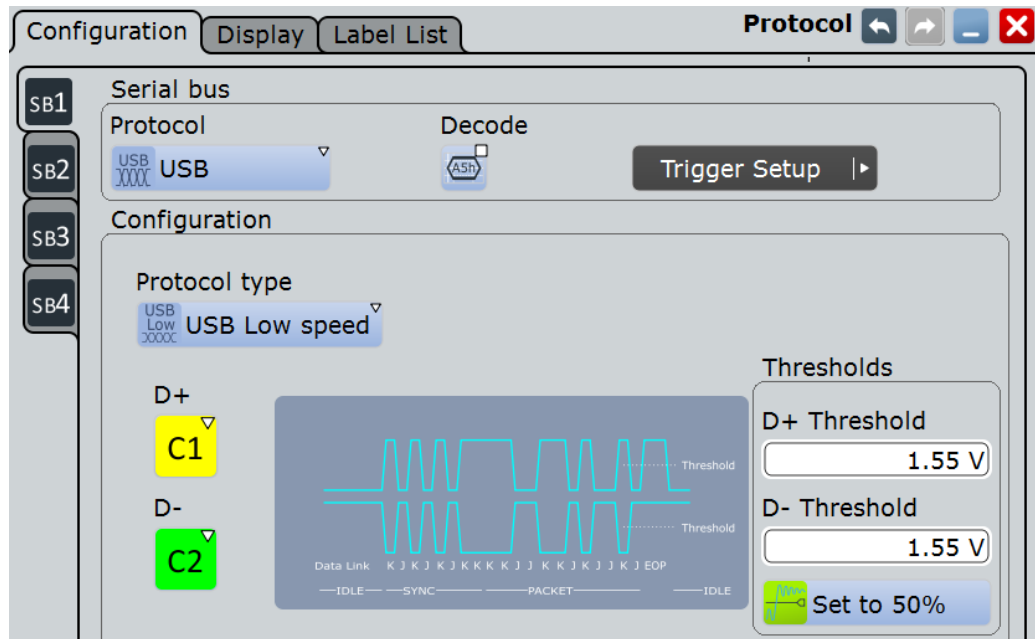 Configuration Display Label List Protocol
SB1
SB2
SB3
SB4
Serial bus
Protocol Decode
USB USB
A5h
Trigger Setup
Configuration
Protocol type
USB Low USB Low speed
D+
C1
D-
C2
Threshold
Threshold
Data Link K J K J K J K K K K J J K K J K J J K J EOP
IDLE SYNC PACKET IDLE
Thresholds
D+ Threshold
1.55 V
D- Threshold
1.55 V
Set to 50%